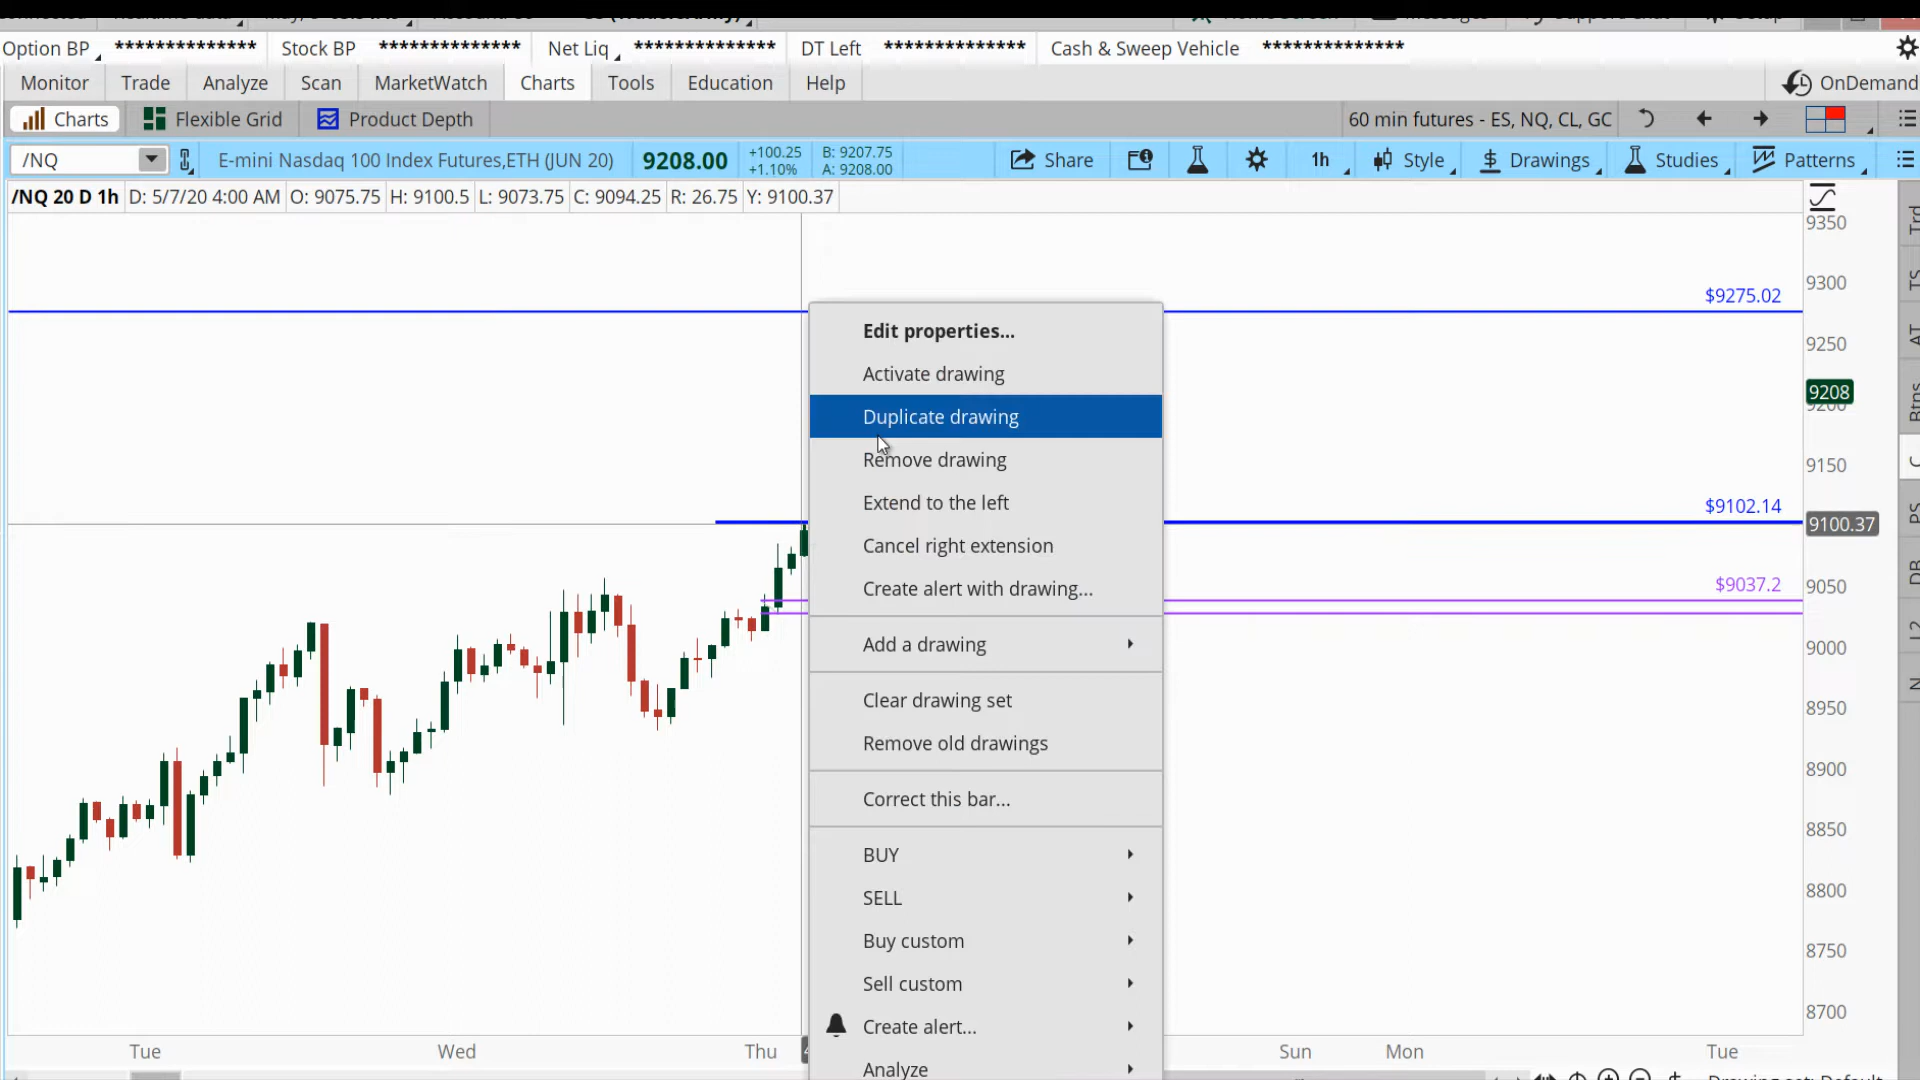 Option BP ************** Stock BP ************** Net Liq ************** DT Left ************** Cash & Sweep Vehicle **************
Monitor Trade Analyze Scan MarketWatch Charts Tools Education Help OnDemand
Charts Flexible Grid Product Depth 60 min futures - ES, NQ, CL, GC
/NQ E-mini Nasdaq 100 Index Futures,ETH (JUN 20) 9208.00 +100.25 B: 9207.75 Share 1h Style Drawings Studies Patterns
+1.10% A: 9208.00
/NQ 20 D 1h D: 5/7/20 4:00 AM O: 9075.75 H: 9100.5 L: 9073.75 C: 9094.25 R: 26.75 Y: 9100.37
Trd
9350
TS
9300
$9275.02
AT
Edit properties...
9250
Activate drawing
9208
Btns
Duplicate drawing
Remove drawing
9150
Extend to the left
$9102.14
PS
9100.37
Cancel right extension
DB
Create alert with drawing...
$9037.2
9050
L2
Add a drawing
9000
N
Clear drawing set
8950
Remove old drawings
8900
Correct this bar...
8850
BUY
8800
SELL
Buy custom
8750
Sell custom
8700
Create alert...
Tue Wed Thu Sun Mon Tue
Analyze